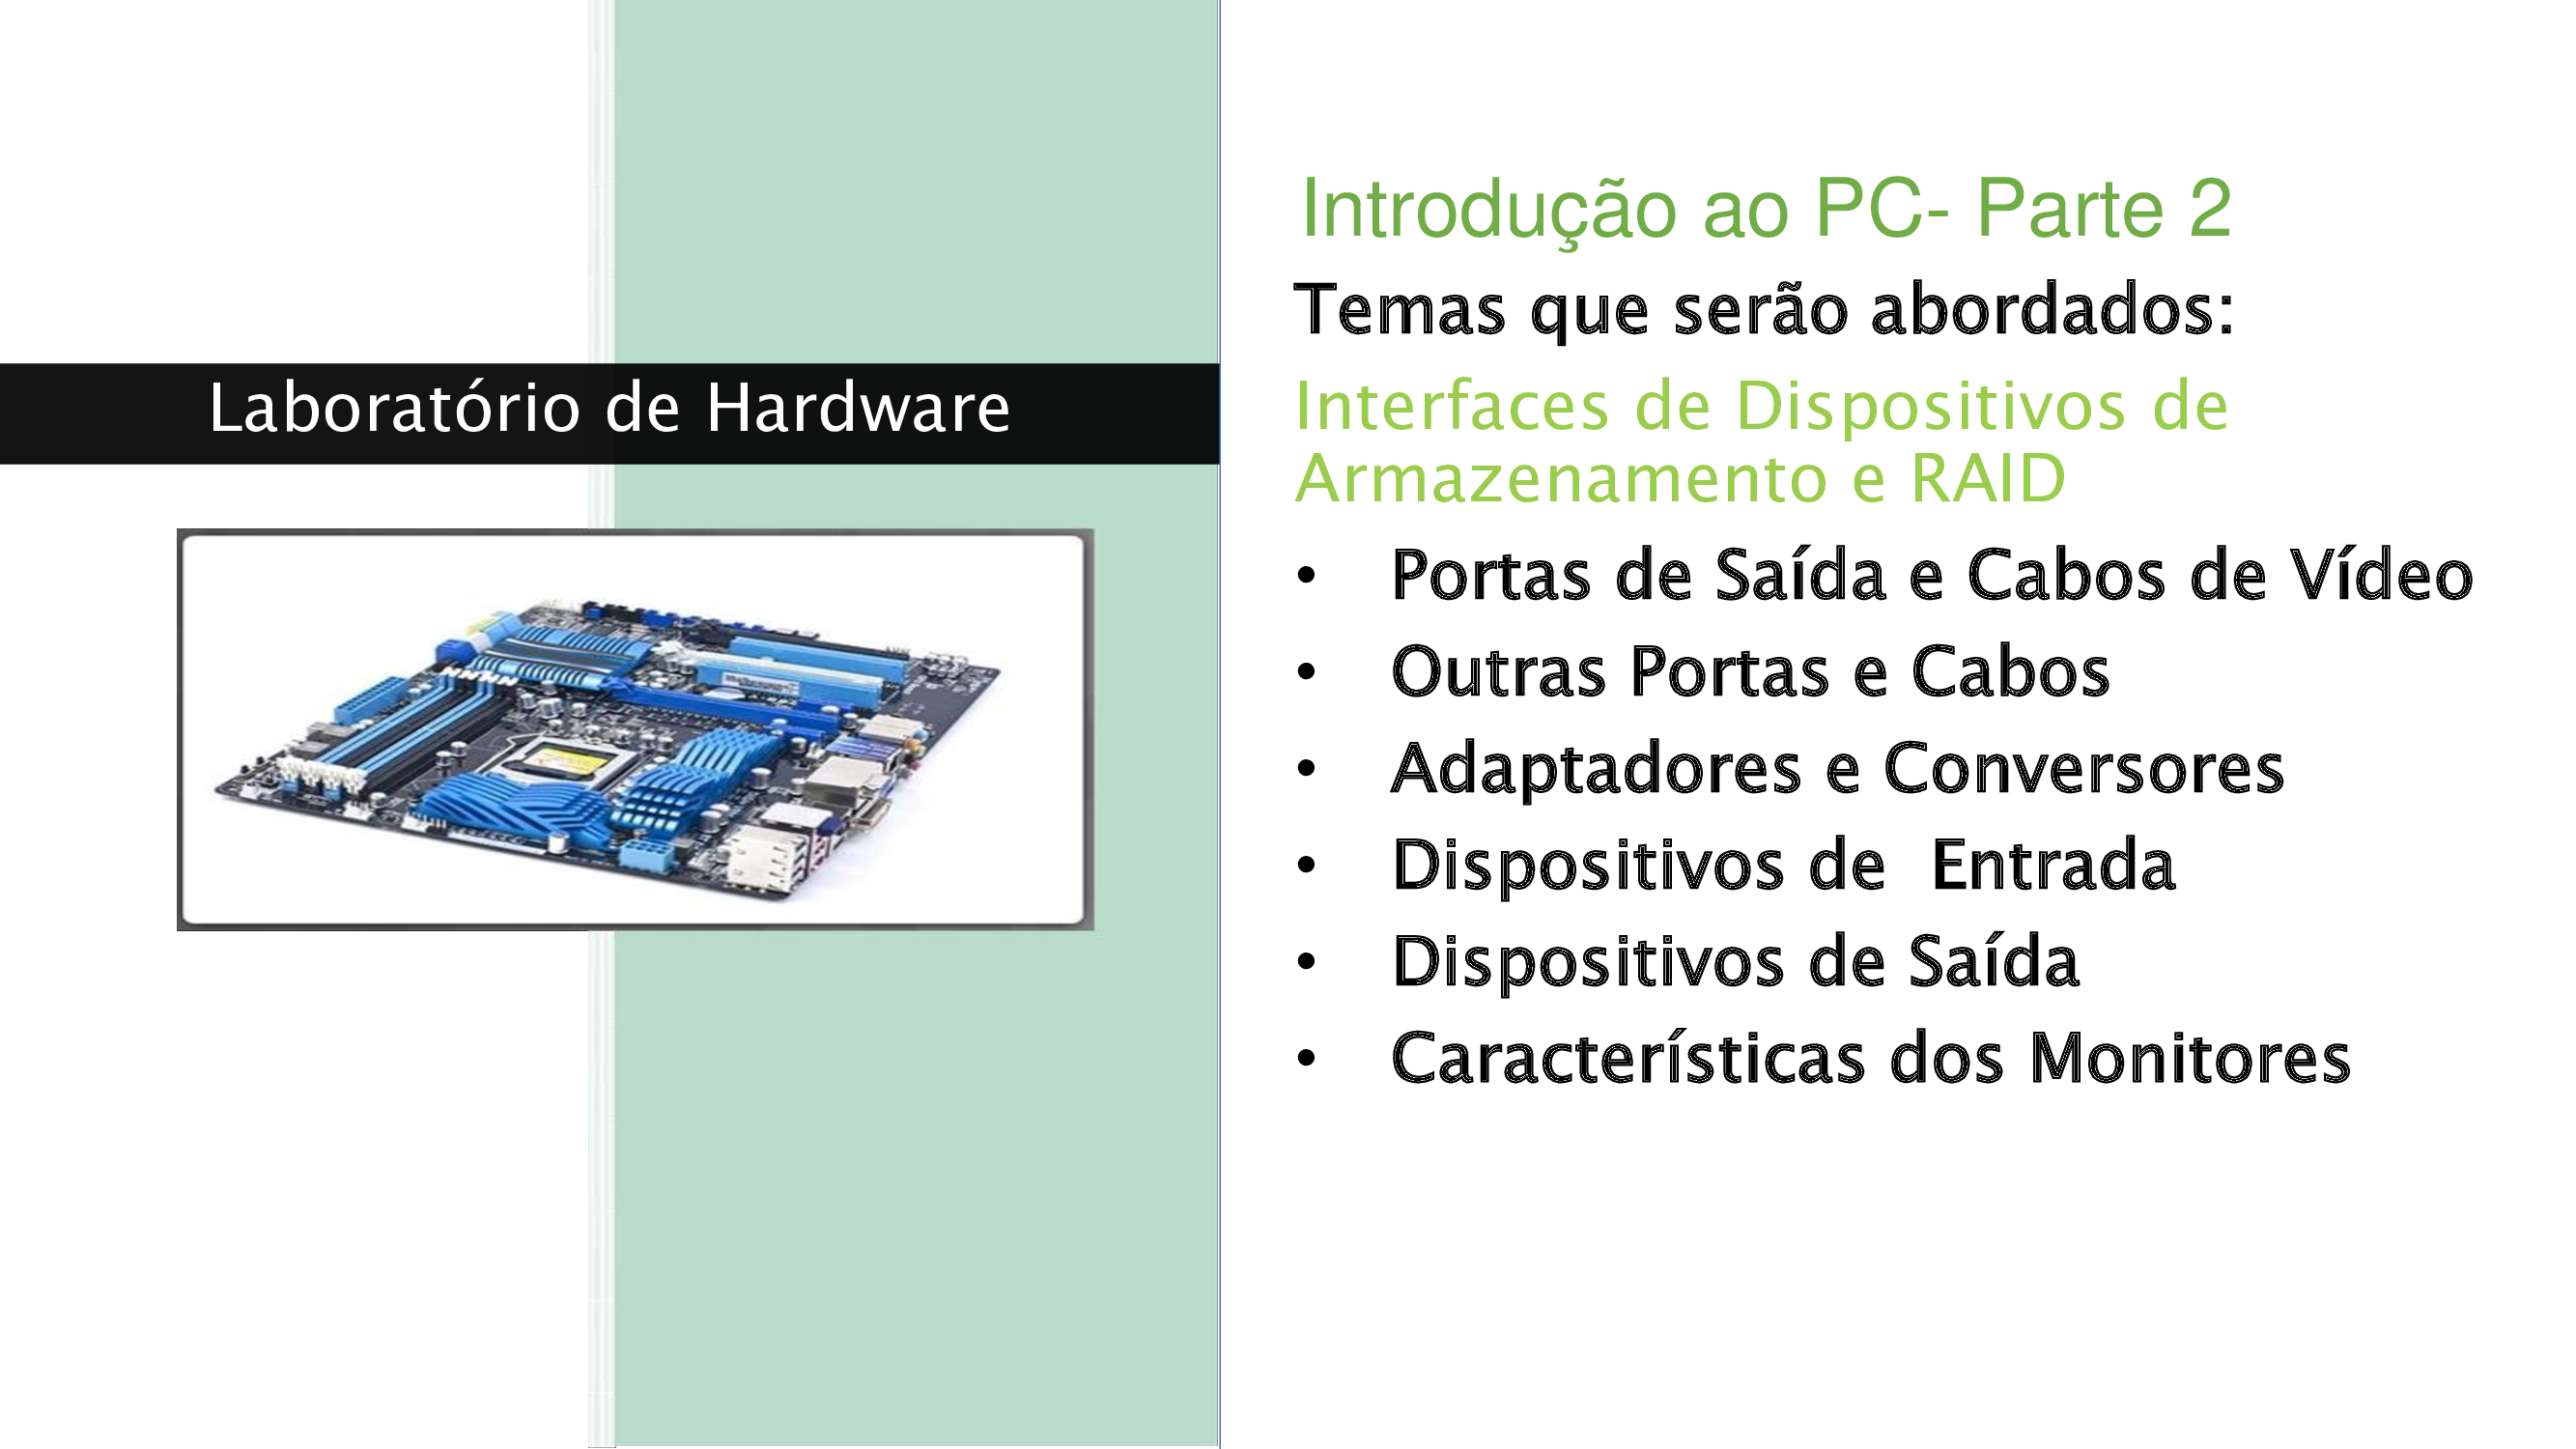 Laboratório de Hardware
Introdução ao PC- Parte 2
Temas que serão abordados:
Interfaces de Dispositivos de
Armazenamento e RAID
• Portas de Saída e Cabos de Vídeo
• Outras Portas e Cabos
• Adaptadores e Conversores
• Dispositivos de  Entrada
• Dispositivos de Saída
• Características dos Monitores